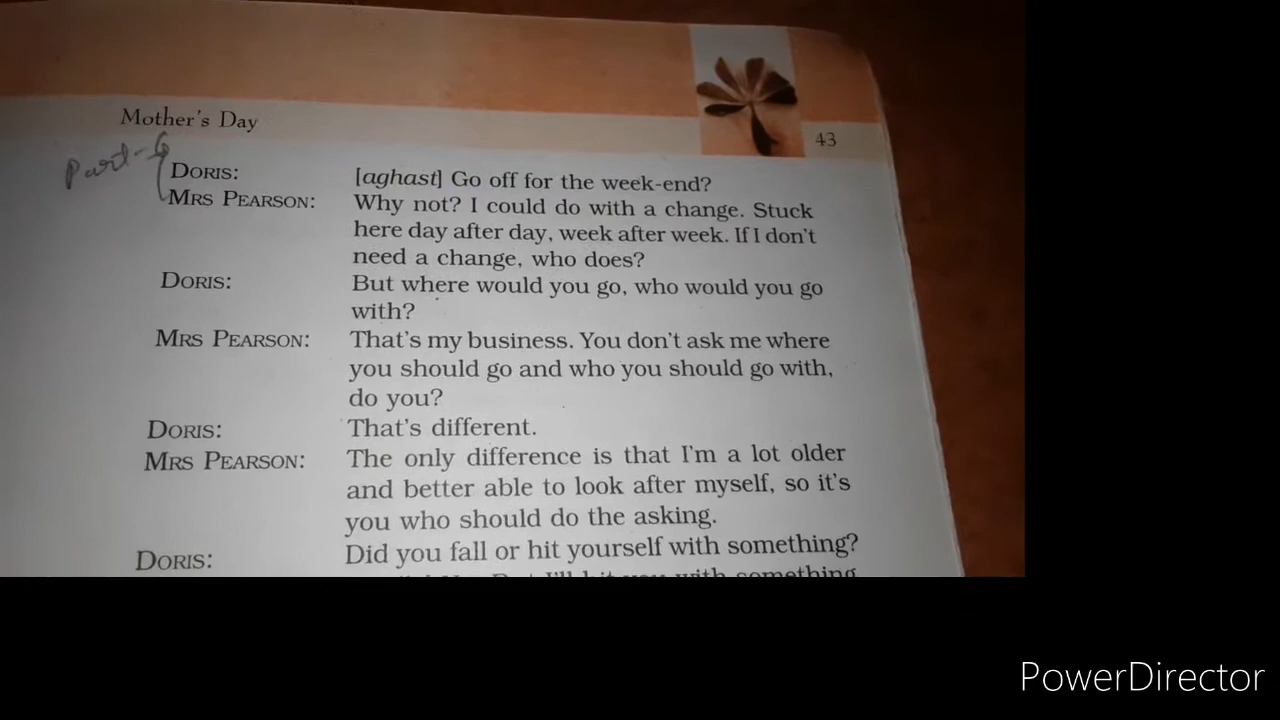 Mother's Day
43
Part-6
DORIS: [aghast] Go off for the week-end?
MRS PEARSON: Why not? I could do with a change. Stuck
here day after day, week after week. If I don't
need a change, who does?
DORIS: But where would you go, who would you go
with?
MRS PEARSON: That's my business. You don't ask me where
you should go and who you should go with,
do you?
DORIS: That's different.
MRS PEARSON: The only difference is that I'm a lot older
and better able to look after myself, so it's
you who should do the asking.
DORIS: Did you fall or hit yourself with something?
I'll hit you with something
PowerDirector